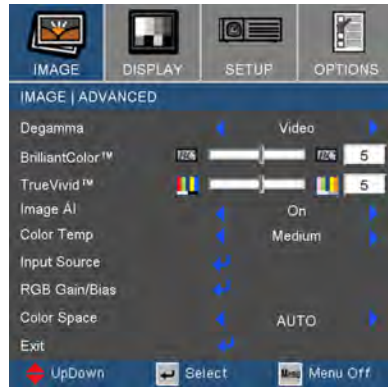 IMAGE DISPLAY SETUP OPTIONS
IMAGE | ADVANCED
Degamma Video
BrilliantColor™ 5
TrueVivid™ 5
Image AI On
Color Temp Medium
Input Source
RGB Gain/Bias
Color Space AUTO
Exit
UpDown Select Menu Menu Off